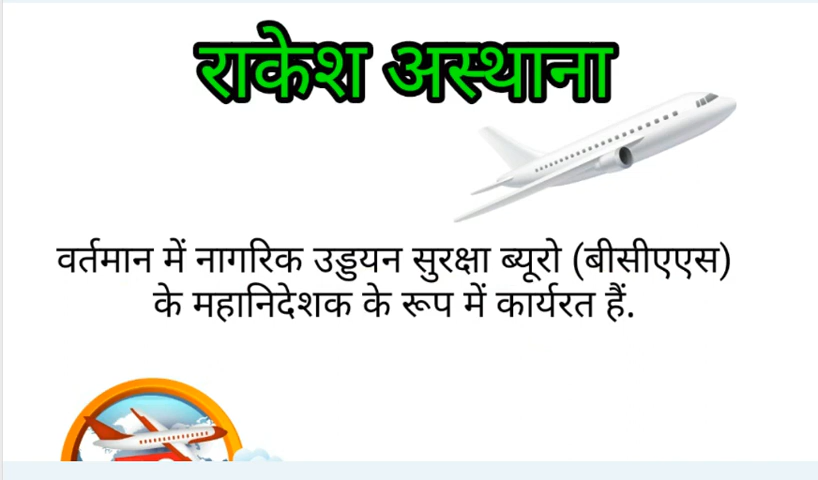 राकेश अस्थाना
वर्तमान में नागरिक उड्डयन सुरक्षा ब्यूरो (बीसीएएस)
के महानिदेशक के रूप में कार्यरत हैं.